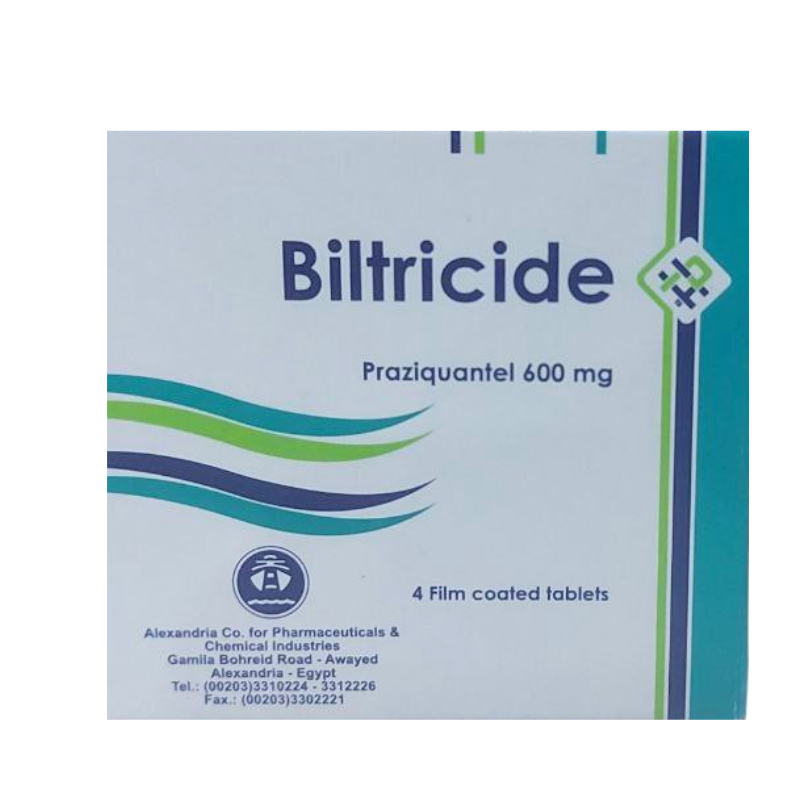 Biltricide
Praziquantel 600 mg
4 Film coated tablets
Alexandria Co. for Pharmaceuticals &
Chemical Industries
Gamila Bohreid Road - Awayed
Alexandria - Egypt
Tel.: (00203)3310224 - 3312226
Fax.: (00203)3302221